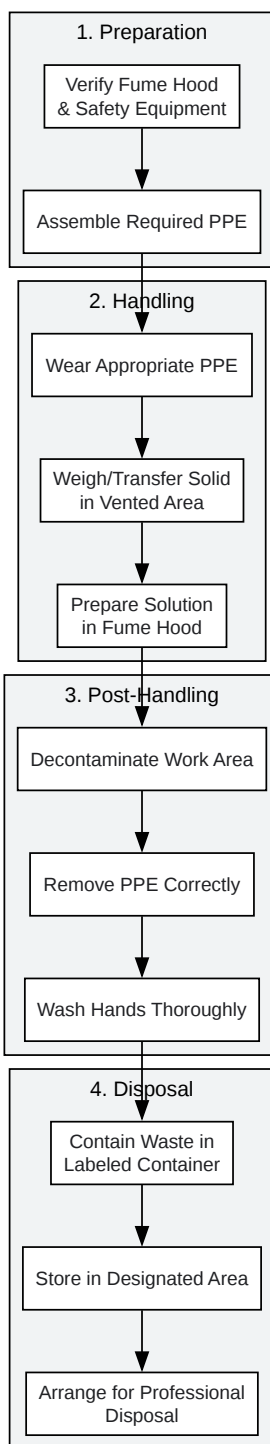 1. Preparation
Verify Fume Hood
& Safety Equipment
Assemble Required PPE
2. Handling
Wear Appropriate PPE
Weigh/Transfer Solid
in Vented Area
Prepare Solution
in Fume Hood
3. Post-Handling
Decontaminate Work Area
Remove PPE Correctly
Wash Hands Thoroughly
4. Disposal
Contain Waste in
Labeled Container
Store in Designated Area
Arrange for Professional
Disposal